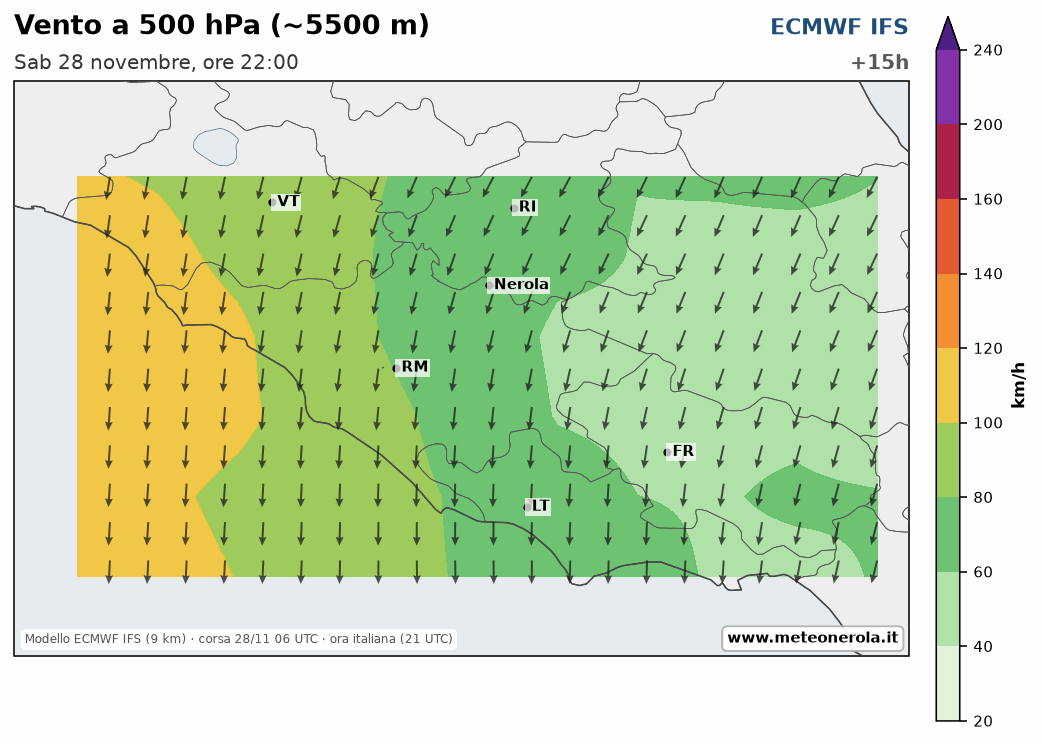 Vento a 500 hPa (~5500 m)
ECMWF IFS
Sab 28 novembre, ore 22:00
+15h
VT
RI
Nerola
RM
FR
LT
240
200
160
140
120
100
80
60
40
20
km/h
Modello ECMWF IFS (9 km) · corsa 28/11 06 UTC · ora italiana (21 UTC)
www.meteonerola.it